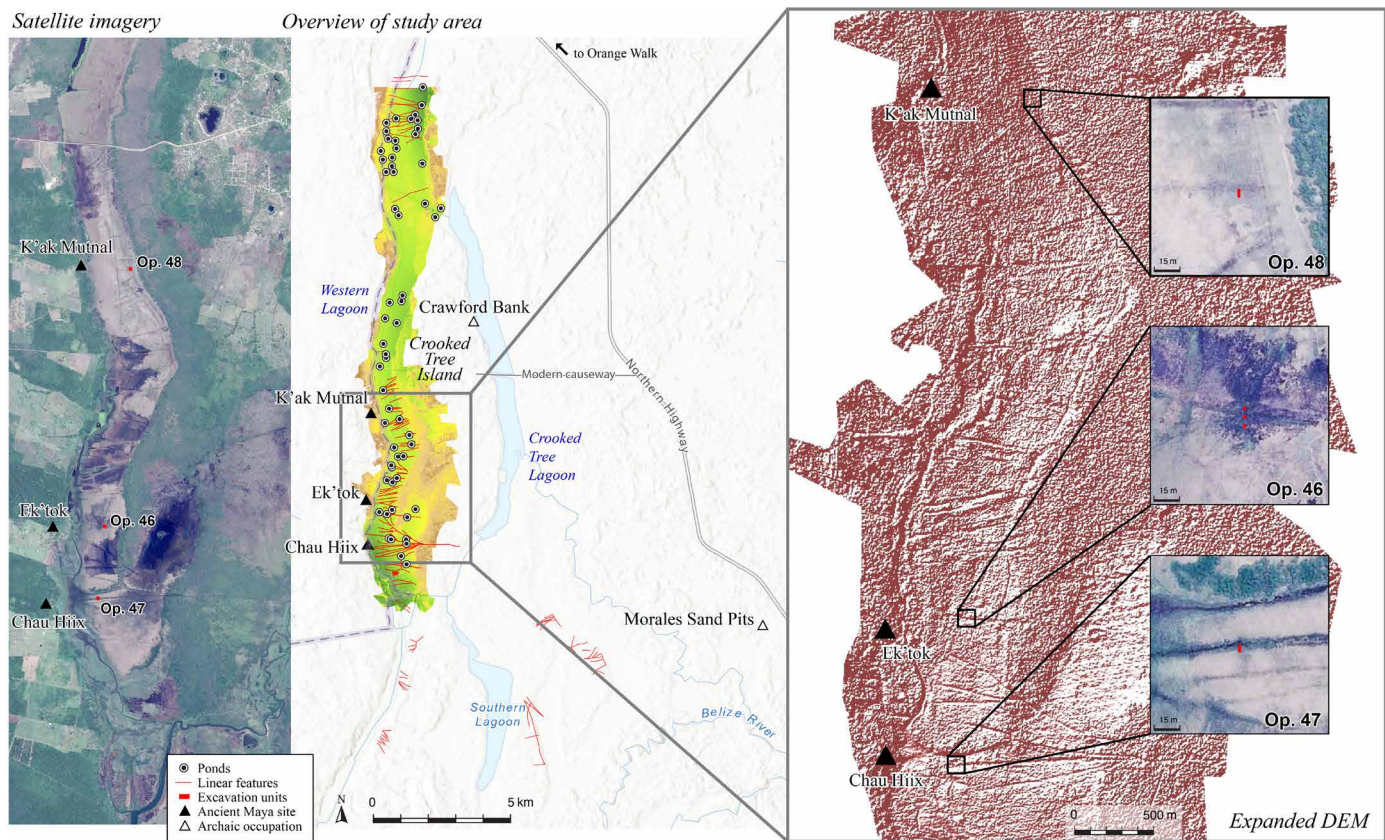 Satellite imagery
K'ak Mutnal
Op. 48
Ek'tok
Op. 46
Op. 47
Chau Hiix
Ponds
Linear features
Excavation units
Ancient Maya site
Archaic occupation
Overview of study area
to Orange Walk
Western
Lagoon
Crawford Bank
Crooked
Tree
Island
Modern causeway
Northern Highway
K'ak Mutnal
Crooked
Tree
Lagoon
Ek'tok
Chau Hiix
Morales Sand Pits
Southern
Lagoon
Belize River
N
0
5 km
K'ak Mutnal
15 m
Op. 48
15 m
Op. 46
Ek'tok
15 m
Op. 47
Chau Hiix
0
500 m
Expanded DEM